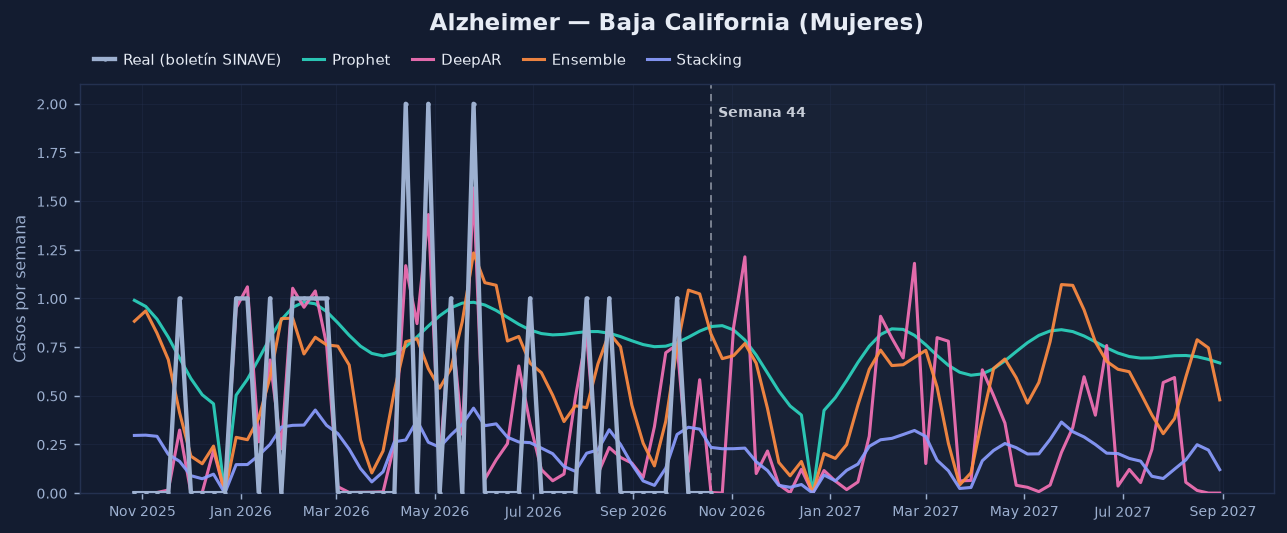 Alzheimer — Baja California (Mujeres)
Real (boletín SINAVE) Prophet DeepAR Ensemble Stacking
Semana 44
Casos por semana
2.00
1.75
1.50
1.25
1.00
0.75
0.50
0.25
0.00
Nov 2025 Jan 2026 Mar 2026 May 2026 Jul 2026 Sep 2026 Nov 2026 Jan 2027 Mar 2027 May 2027 Jul 2027 Sep 2027